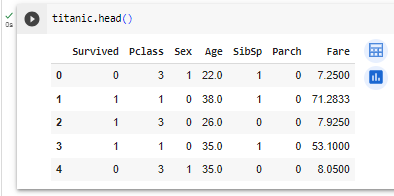 titanic.head()
0s
Survived Pclass Sex Age SibSp Parch Fare
0 0 3 1 22.0 1 0 7.2500
1 1 1 0 38.0 1 0 71.2833
2 1 3 0 26.0 0 0 7.9250
3 1 1 0 35.0 1 0 53.1000
4 0 3 1 35.0 0 0 8.0500